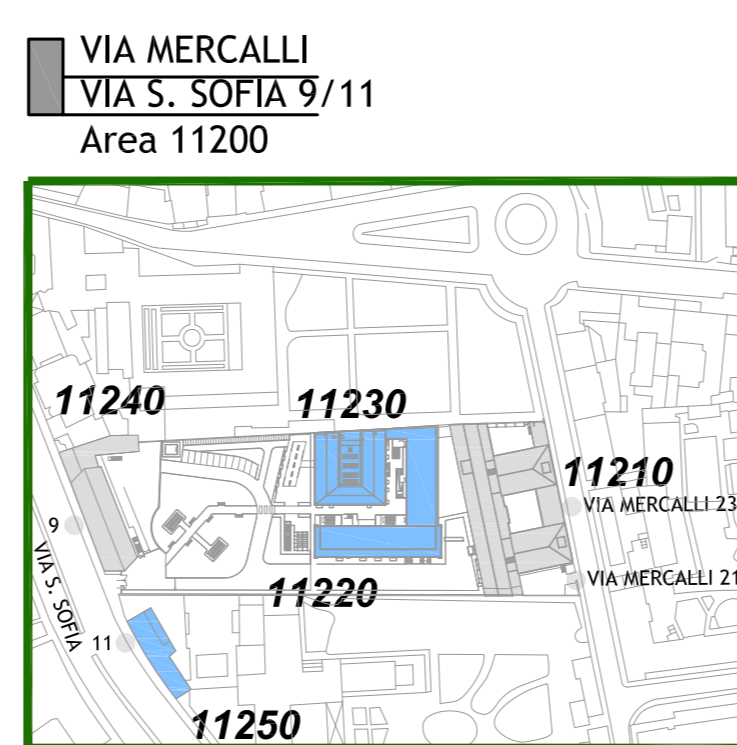 VIA MERCALLI
VIA S. SOFIA 9/11
Area 11200
11240
11230
11210
VIA MERCALLI 23
9
VIA S. SOFIA
VIA MERCALLI 21
11220
11
11250